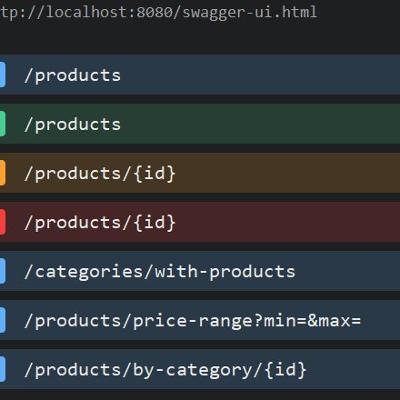 tp://localhost:8080/swagger-ui.html
/products
/products
/products/{id}
/products/{id}
/categories/with-products
/products/price-range?min=&max=
/products/by-category/{id}